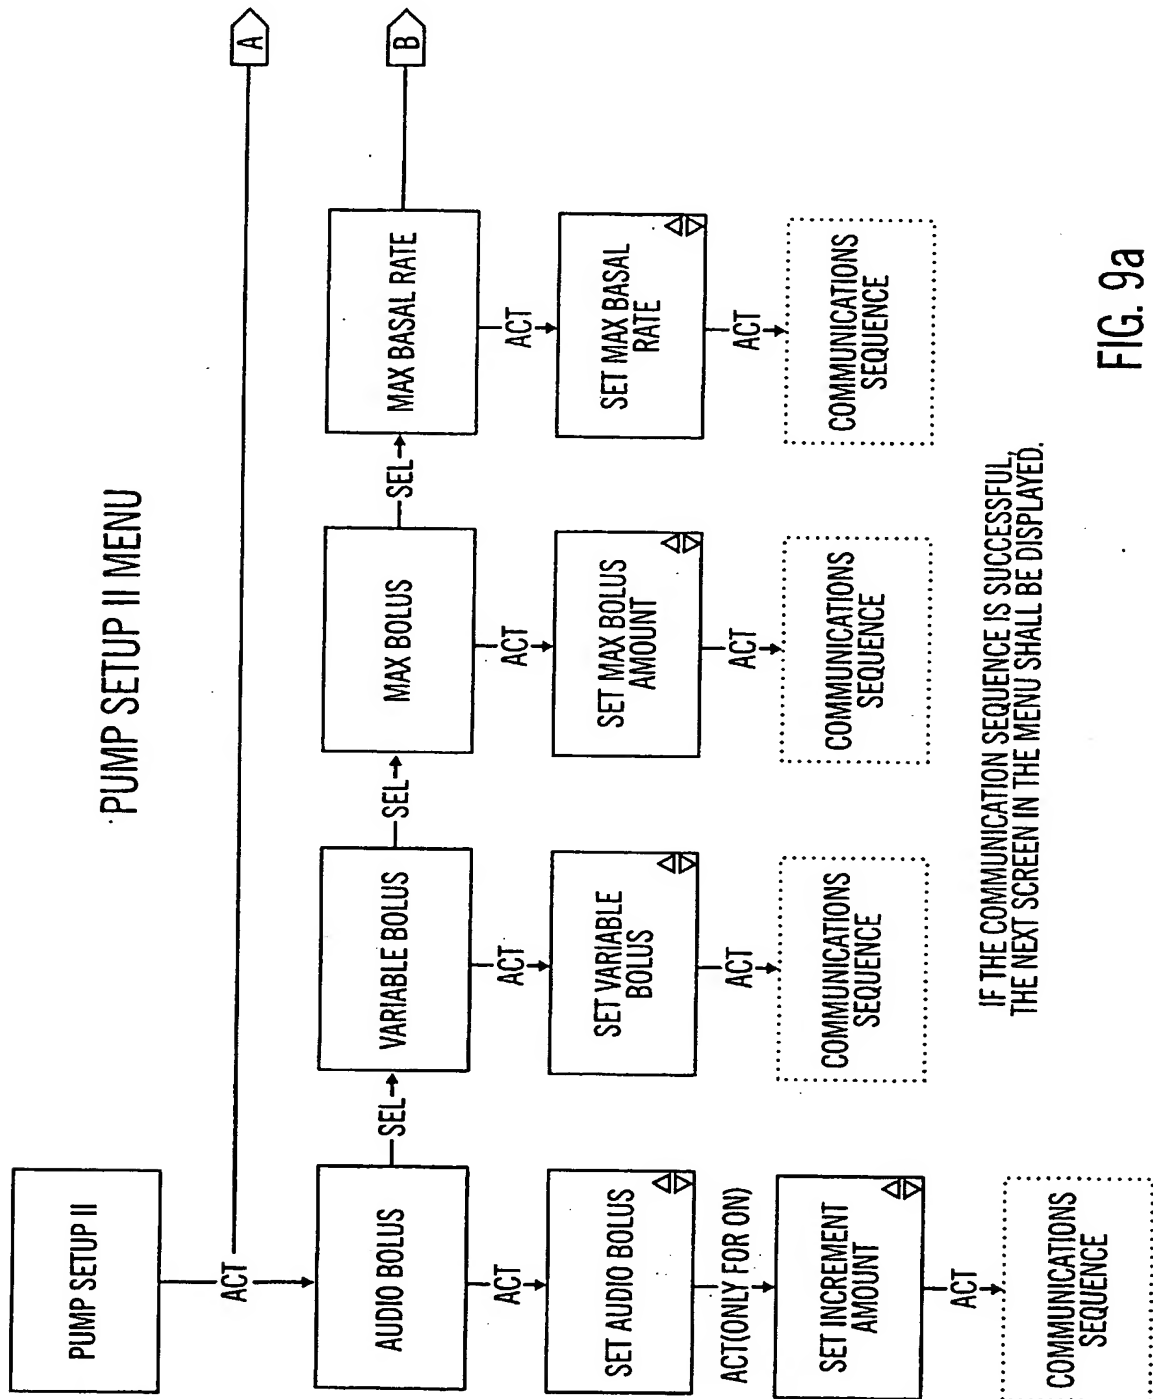 PUMP SETUP II MENU
PUMP SETUP II
ACT
A
AUDIO BOLUS
SEL
VARIABLE BOLUS
SEL
MAX BOLUS
SEL
MAX BASAL RATE
B
ACT
ACT
ACT
ACT
SET AUDIO BOLUS
SET VARIABLE
BOLUS
SET MAX BOLUS
AMOUNT
SET MAX BASAL
RATE
ACT(ONLY FOR ON)
ACT
ACT
ACT
SET INCREMENT
AMOUNT
COMMUNICATIONS
SEQUENCE
COMMUNICATIONS
SEQUENCE
COMMUNICATIONS
SEQUENCE
ACT
COMMUNICATIONS
SEQUENCE
IF THE COMMUNICATION SEQUENCE IS SUCCESSFUL,
THE NEXT SCREEN IN THE MENU SHALL BE DISPLAYED.
FIG. 9a